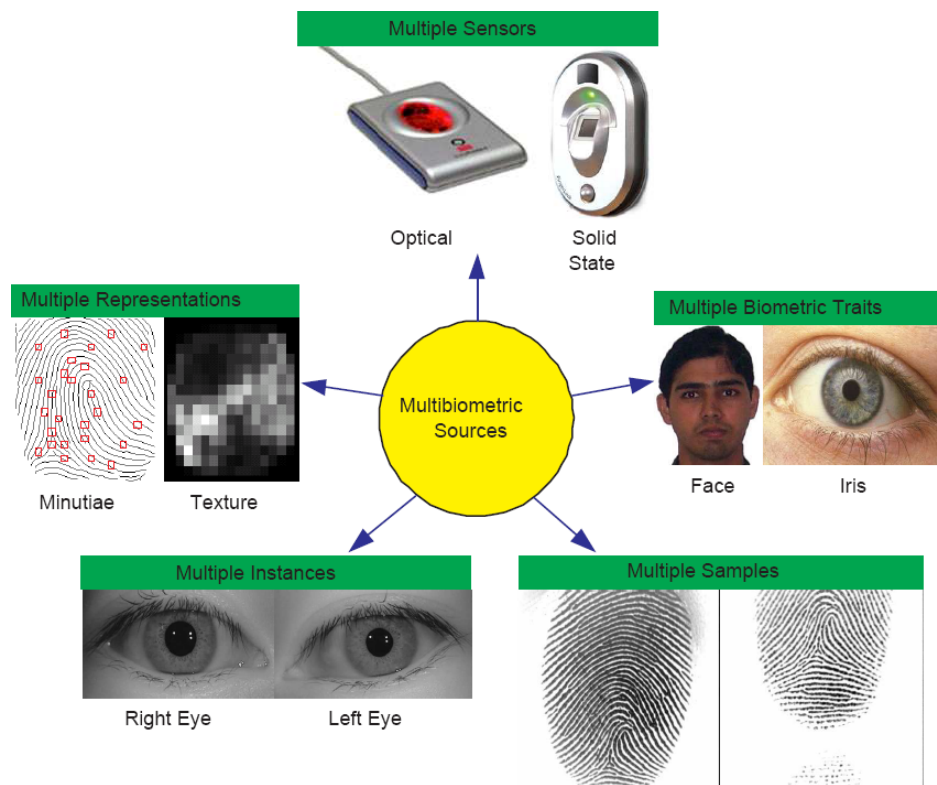 Multiple Sensors
Optical
Solid
State
Multiple Representations
Minutiae
Texture
Multibiometric
Sources
Multiple Biometric Traits
Face
Iris
Multiple Instances
Right Eye
Left Eye
Multiple Samples